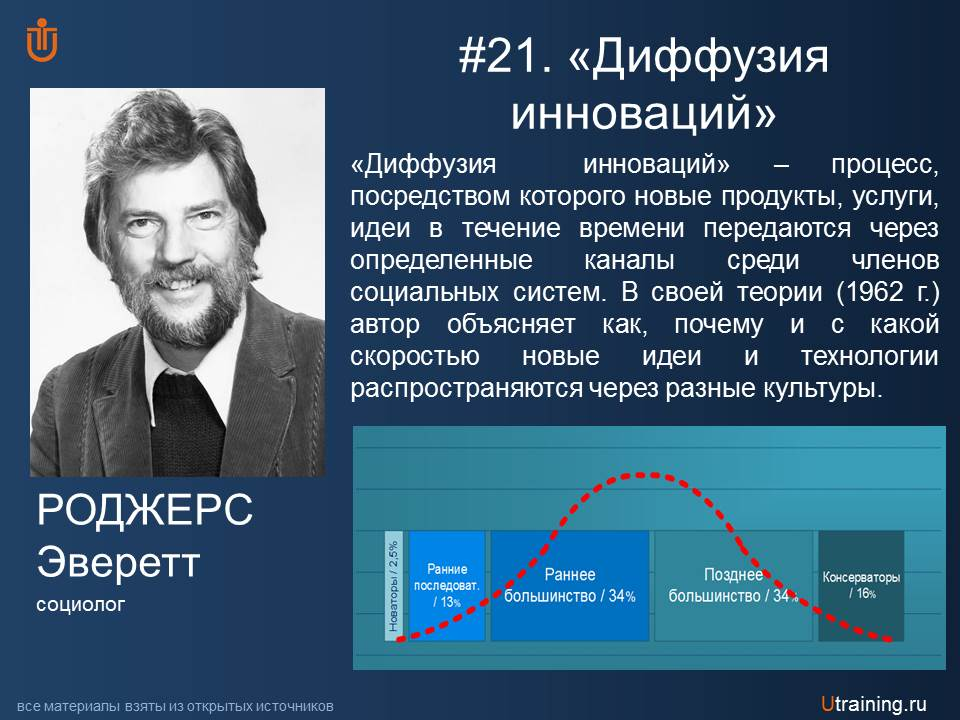 #21. «Диффузия
инноваций»
«Диффузия инноваций» – процесс,
посредством которого новые продукты, услуги,
идеи в течение времени передаются через
определенные каналы среди членов
социальных систем. В своей теории (1962 г.)
автор объясняет как, почему и с какой
скоростью новые идеи и технологии
распространяются через разные культуры.
РОДЖЕРС
Эверетт
социолог
Новаторы / 2,5%
Ранние
последоват.
/ 13%
Раннее
большинство / 34%
Позднее
большинство / 34%
Консерваторы
/ 16%
все материалы взяты из открытых источников
Utraining.ru